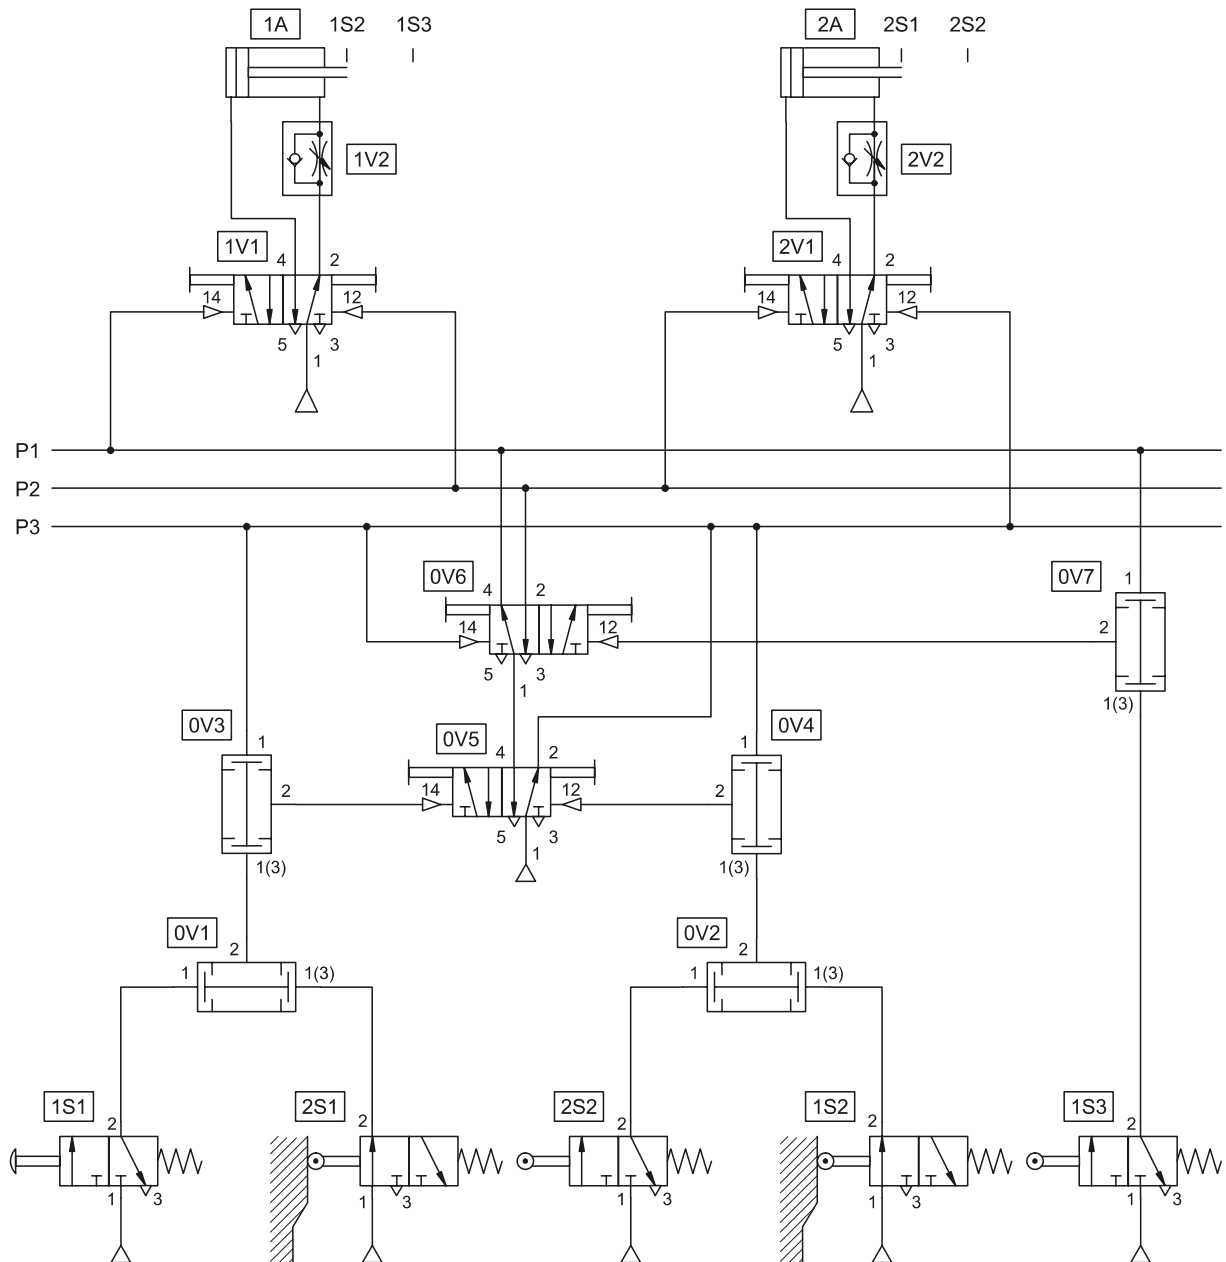 1A 1S2 1S3 2A 2S1 2S2
1V2 2V2
1V1 4 2 2V1 4 2
14 12 14 12
5 3 5 3
1 1
P1
P2
P3
0V6 4 2 0V7 1
14 12 2
5 3
1 1(3)
0V3 0V5 4 2 0V4
1 1
2 14 12 2
5 3
1
1(3) 1(3)
0V1 2 0V2 2
1 1(3) 1 1(3)
1S1 2S1 2S2 1S2 1S3
2 2 2 2 2
1 3 1 3 1 3 1 3 1 3